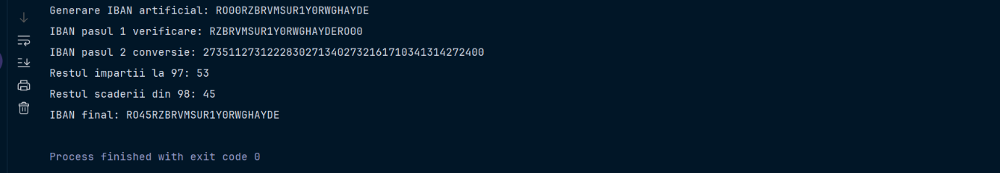 Generare IBAN artificial: RO00RZBRVMSUR1Y0RWGHAYDE
IBAN pasul 1 verificare: RZBRVMSUR1Y0RWGHAYDERO00
IBAN pasul 2 conversie: 27351127312228302713402732161710341314272400
Restul impartii la 97: 53
Restul scaderii din 98: 45
IBAN final: RO45RZBRVMSUR1Y0RWGHAYDE
Process finished with exit code 0